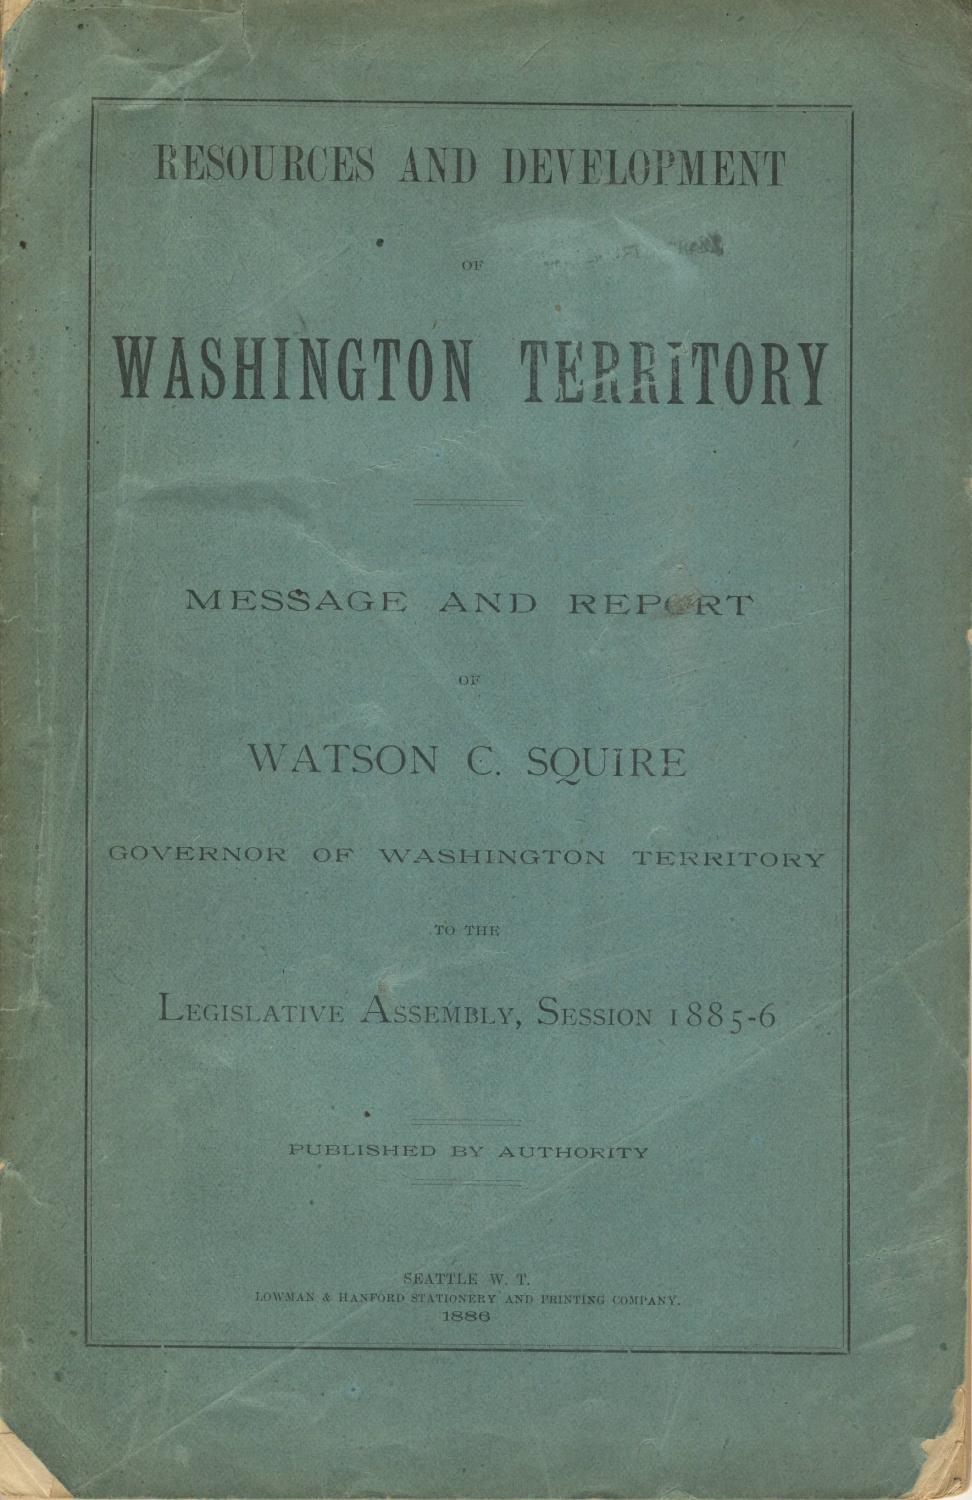 RESOURCES AND DEVELOPMENT
OF
WASHINGTON TERRITORY
MESSAGE AND REPORT
OF
WATSON C. SQUIRE
GOVERNOR OF WASHINGTON TERRITORY
TO THE
LEGISLATIVE ASSEMBLY, SESSION 1885-6
PUBLISHED BY AUTHORITY
SEATTLE W. T.
LOWMAN & HANFORD STATIONERY AND PRINTING COMPANY.
1886